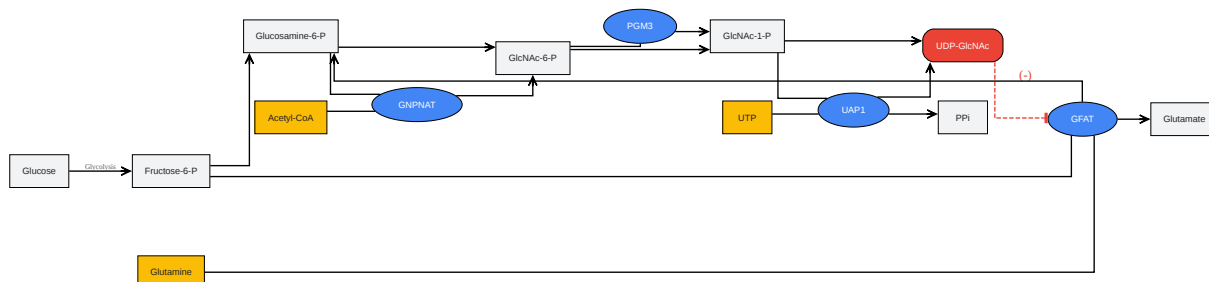 PGM3
Glucosamine-6-P
GlcNAc-1-P
UDP-GlcNAc
GlcNAc-6-P
(-)
GNPNAT
Acetyl-CoA
UTP
UAP1
PPi
GFAT
Glutamate
Glucose
Glycolysis
Fructose-6-P
Glutamine